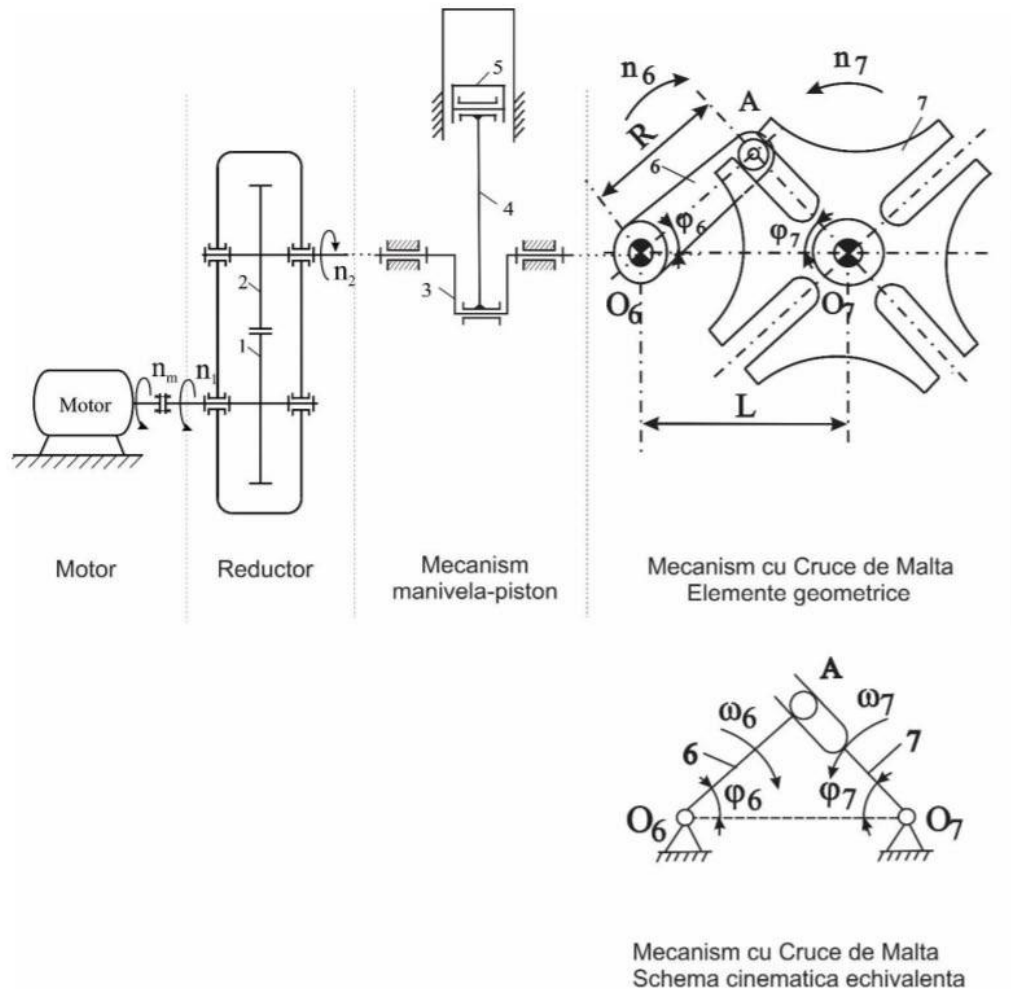 5
4
3
2
1
n₂
nₘ n₁
Motor
n₆
n₇
A
7
R
6
φ₆
φ₇
O₆
O₇
L
Motor
Reductor
Mecanism
manivela-piston
Mecanism cu Cruce de Malta
Elemente geometrice
A
ω₆
ω₇
6
7
φ₆
φ₇
O₆
O₇
Mecanism cu Cruce de Malta
Schema cinematica echivalenta